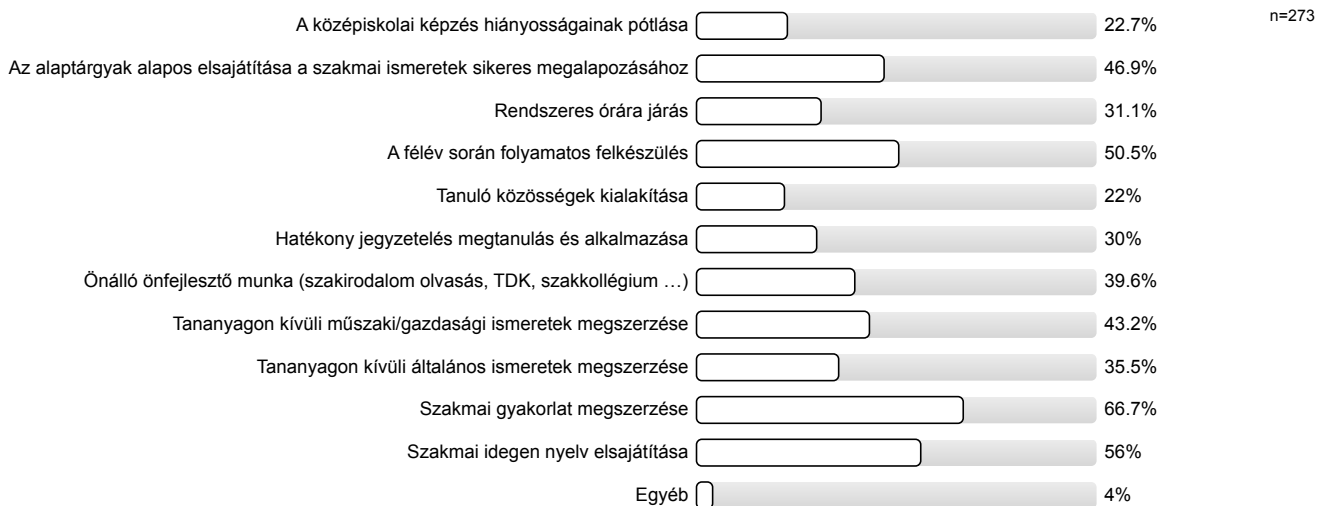 n=273
A középiskolai képzés hiányosságainak pótlása 22.7%
Az alaptárgyak alapos elsajátítása a szakmai ismeretek sikeres megalapozásához 46.9%
Rendszeres órára járás 31.1%
A félév során folyamatos felkészülés 50.5%
Tanuló közösségek kialakítása 22%
Hatékony jegyzetelés megtanulás és alkalmazása 30%
Önálló önfejlesztő munka (szakirodalom olvasás, TDK, szakkollégium …) 39.6%
Tananyagon kívüli műszaki/gazdasági ismeretek megszerzése 43.2%
Tananyagon kívüli általános ismeretek megszerzése 35.5%
Szakmai gyakorlat megszerzése 66.7%
Szakmai idegen nyelv elsajátítása 56%
Egyéb 4%